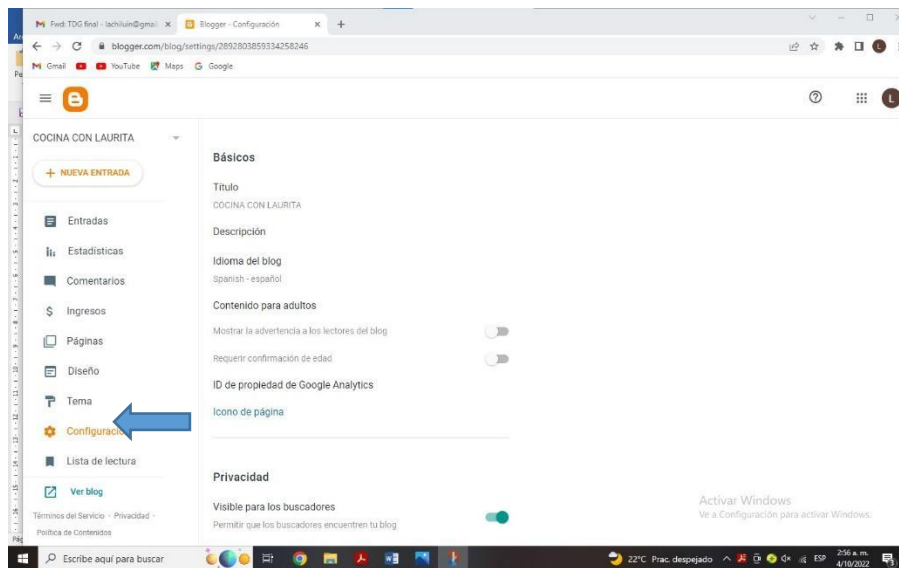 Fwd: TDG final - lachiluin@gmai
Blogger - Configuración
blogger.com/blog/settings/2892803859334258246
Gmail
YouTube
Maps
Google
COCINA CON LAURITA
+ NUEVA ENTRADA
Entradas
Estadísticas
Comentarios
Ingresos
Páginas
Diseño
Tema
Configuració
Lista de lectura
Ver blog
Términos del Servicio · Privacidad ·
Política de Contenidos
Básicos
Título
COCINA CON LAURITA
Descripción
Idioma del blog
Spanish - español
Contenido para adultos
Mostrar la advertencia a los lectores del blog
Requerir confirmación de edad
ID de propiedad de Google Analytics
Icono de página
Privacidad
Visible para los buscadores
Permitir que los buscadores encuentren tu blog
Activar Windows
Ve a Configuración para activar Windows.
Escribe aquí para buscar
22°C Prac. despejado
ESP
2:56 a. m.
4/10/2022